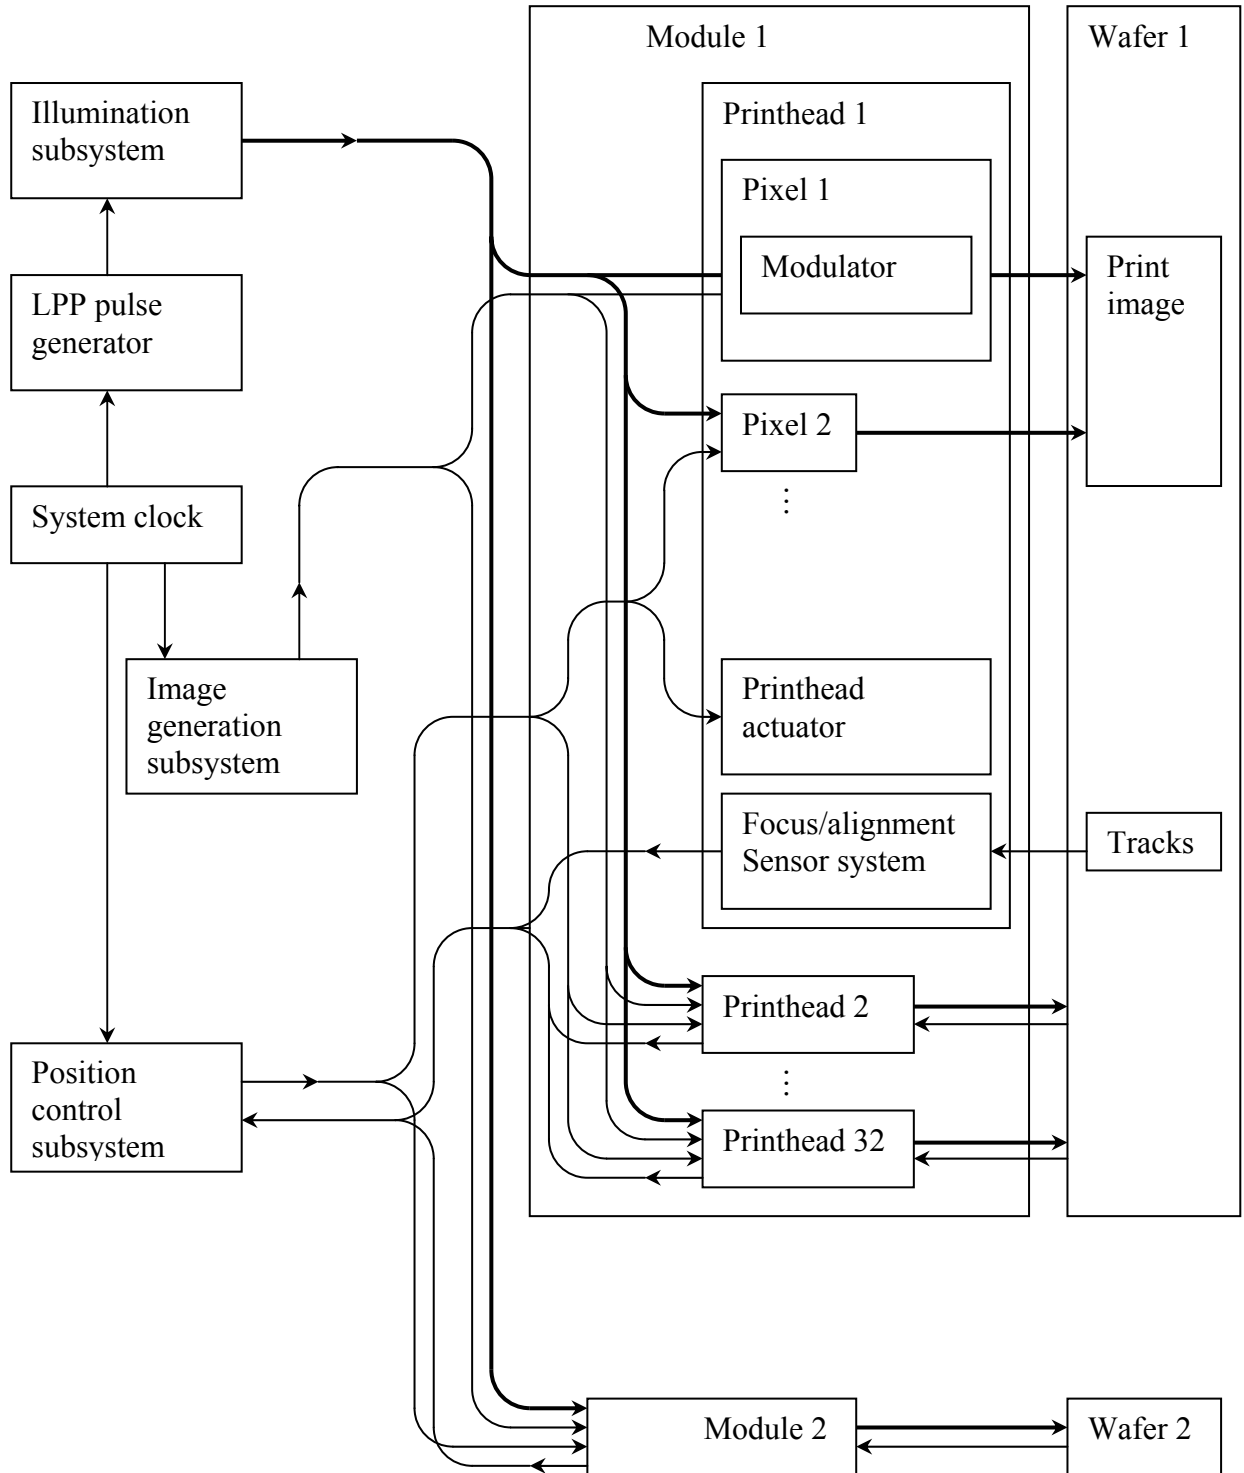 Module 1
Wafer 1
Illumination
subsystem
Printhead 1
Pixel 1
Modulator
Print
image
LPP pulse
generator
Pixel 2
⋮
System clock
Image
generation
subsystem
Printhead
actuator
Focus/alignment
Sensor system
Tracks
Printhead 2
⋮
Position
control
subsystem
Printhead 32
Module 2
Wafer 2